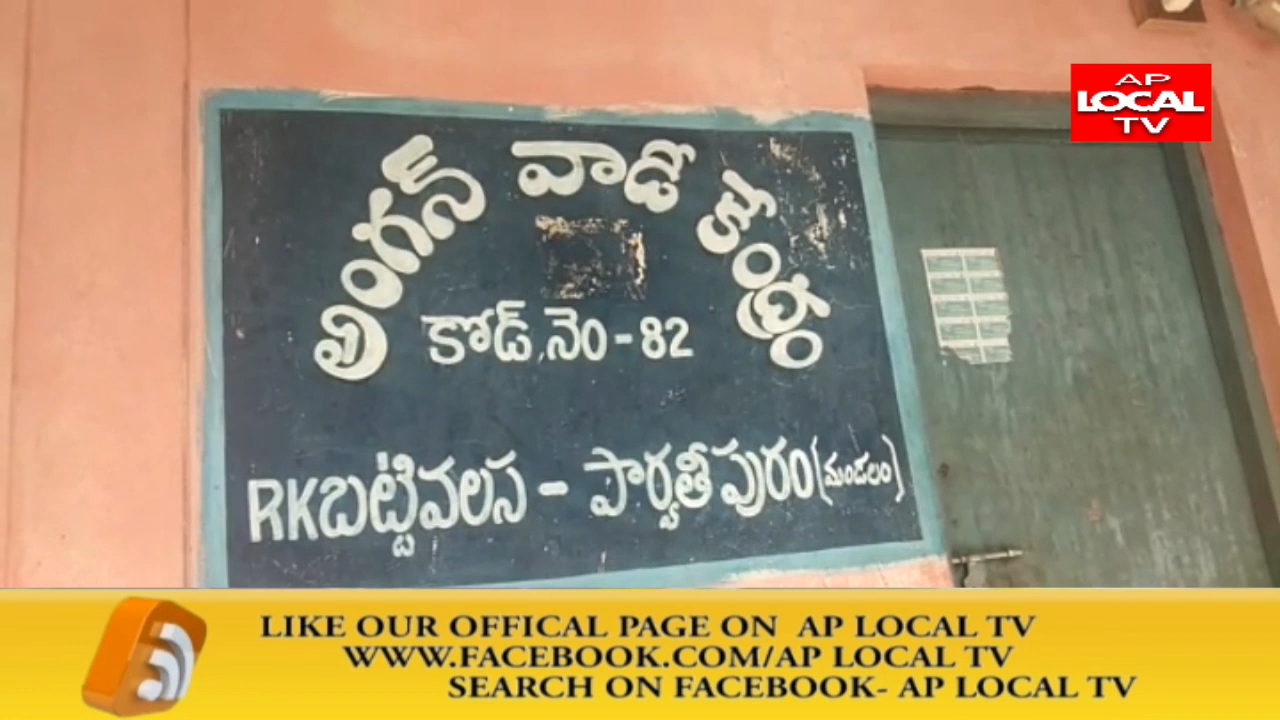 అంగన్ వాడీ కేంద్రం
కోడ్.నెం-82
RKబట్టివలస - పార్వతీపురం(మండలం)
AP
LOCAL
TV
LIKE OUR OFFICAL PAGE ON AP LOCAL TV
WWW.FACEBOOK.COM/AP LOCAL TV
SEARCH ON FACEBOOK- AP LOCAL TV